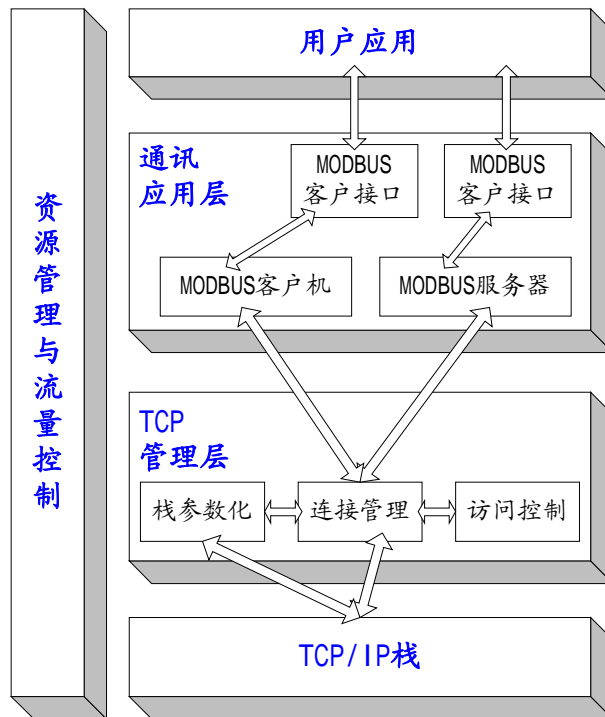 用户应用
通讯
应用层
MODBUS
客户接口
MODBUS
客户接口
MODBUS客户机
MODBUS服务器
资源管理与流量控制
TCP
管理层
栈参数化
连接管理
访问控制
TCP/IP栈